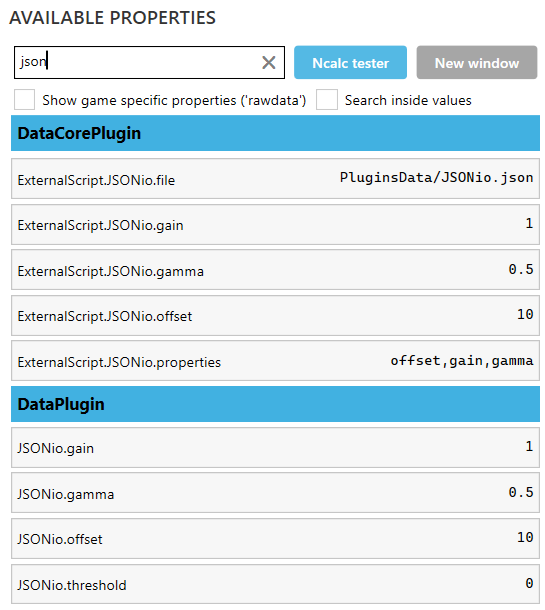 AVAILABLE PROPERTIES
json
Ncalc tester
New window
Show game specific properties ('rawdata')
Search inside values
DataCorePlugin
ExternalScript.JSONio.file PluginsData/JSONio.json
ExternalScript.JSONio.gain 1
ExternalScript.JSONio.gamma 0.5
ExternalScript.JSONio.offset 10
ExternalScript.JSONio.properties offset,gain,gamma
DataPlugin
JSONio.gain 1
JSONio.gamma 0.5
JSONio.offset 10
JSONio.threshold 0